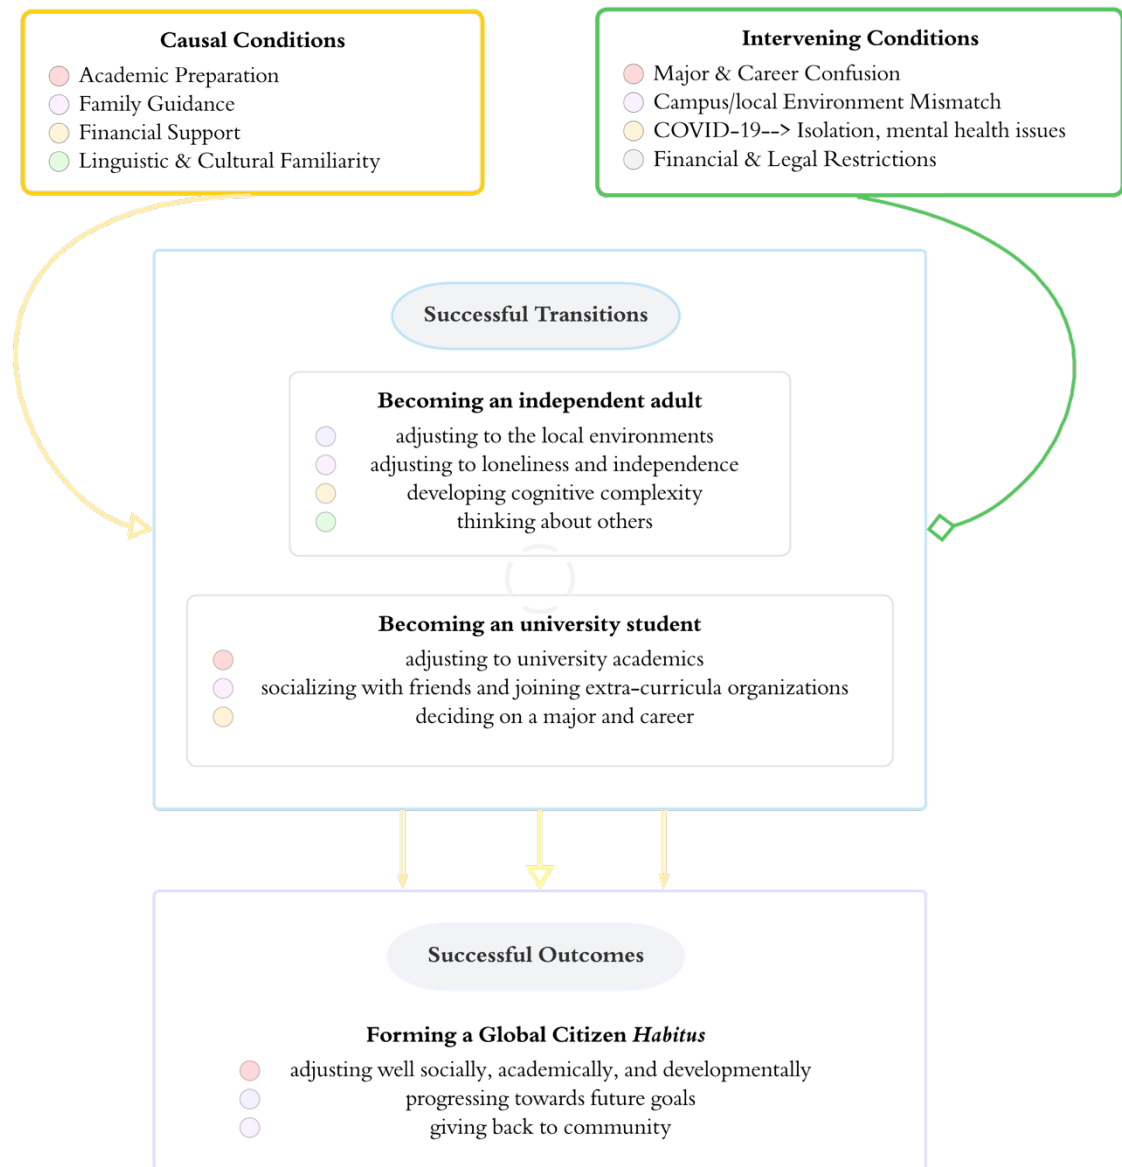 Causal Conditions
Academic Preparation
Family Guidance
Financial Support
Linguistic & Cultural Familiarity
Intervening Conditions
Major & Career Confusion
Campus/local Environment Mismatch
COVID-19--> Isolation, mental health issues
Financial & Legal Restrictions
Successful Transitions
Becoming an independent adult
adjusting to the local environments
adjusting to loneliness and independence
developing cognitive complexity
thinking about others
Becoming an university student
adjusting to university academics
socializing with friends and joining extra-curricula organizations
deciding on a major and career
Successful Outcomes
Forming a Global Citizen Habitus
adjusting well socially, academically, and developmentally
progressing towards future goals
giving back to community